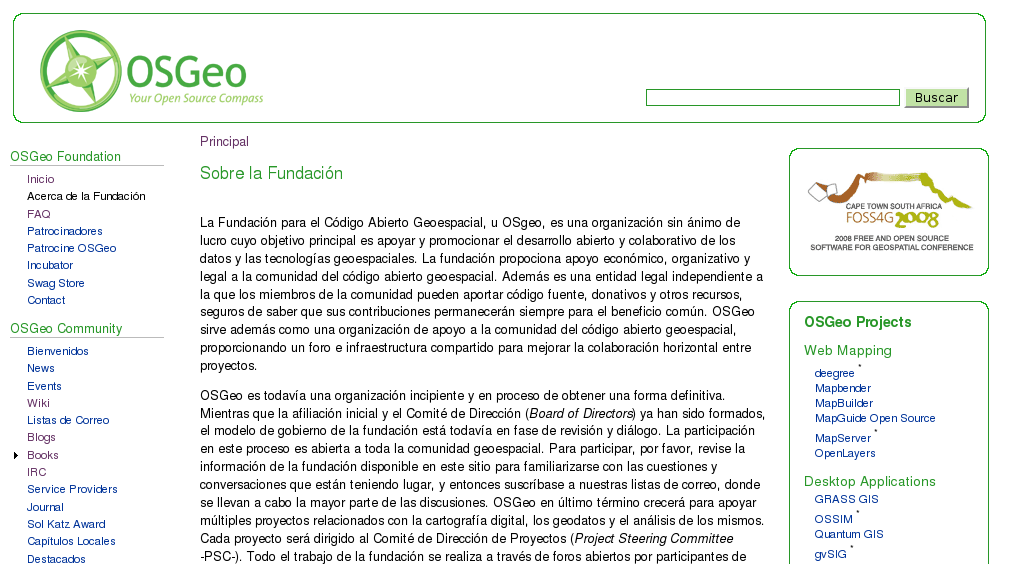 OSGeo
Your Open Source Compass
Buscar
OSGeo Foundation
Inicio
Acerca de la Fundación
FAQ
Patrocinadores
Patrocine OSGeo
Incubator
Swag Store
Contact
OSGeo Community
Bienvenidos
News
Events
Wiki
Listas de Correo
Blogs
Books
IRC
Service Providers
Journal
Sol Katz Award
Capitulos Locales
Destacados
Principal
Sobre la Fundación
La Fundación para el Código Abierto Geoespacial, u OSgeo, es una organización sin ánimo de
lucro cuyo objetivo principal es apoyar y promocionar el desarrollo abierto y colaborativo de los
datos y las tecnologías geoespaciales. La fundación propociona apoyo económico, organizativo y
legal a la comunidad del código abierto geoespacial. Además es una entidad legal independiente a
la que los miembros de la comunidad pueden aportar código fuente, donativos y otros recursos,
seguros de saber que sus contribuciones permanecerán siempre para el beneficio común. OSGeo
sirve además como una organización de apoyo a la comunidad del código abierto geoespacial,
proporcionando un foro e infraestructura compartido para mejorar la colaboración horizontal entre
proyectos.
OSGeo es todavía una organización incipiente y en proceso de obtener una forma definitiva.
Mientras que la afiliación inicial y el Comité de Dirección (Board of Directors) ya han sido formados,
el modelo de gobierno de la fundación está todavía en fase de revisión y diálogo. La participación
en este proceso es abierta a toda la comunidad geoespacial. Para participar, por favor, revise la
información de la fundación disponible en este sitio para familiarizarse con las cuestiones y
conversaciones que están teniendo lugar, y entonces suscríbase a nuestras listas de correo, donde
se llevan a cabo la mayor parte de las discusiones. OSGeo en último término crecerá para apoyar
múltiples proyectos relacionados con la cartografía digital, los geodatos y el análisis de los mismos.
Cada proyecto será dirigido al Comité de Dirección de Proyectos (Project Steering Committee
-PSC-). Todo el trabajo de la fundación se realiza a través de foros abiertos por participantes de
CAPE TOWN SOUTH AFRICA
FOSS4G 2008
2008 FREE AND OPEN SOURCE
SOFTWARE FOR GEOSPATIAL CONFERENCE
OSGeo Projects
Web Mapping
deegree *
Mapbender
MapBuilder
MapGuide Open Source
MapServer *
OpenLayers
Desktop Applications
GRASS GIS
OSSIM *
Quantum GIS
gvSIG *